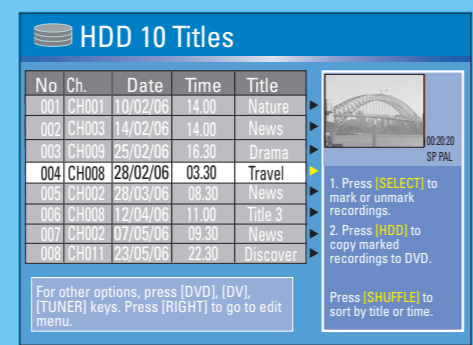 HDD 10 Titles
No Ch. Date Time Title
001 CH001 10/02/06 14.00 Nature
002 CH003 14/02/06 14.00 News
003 CH009 25/02/06 16.30 Drama
004 CH008 28/02/06 03.30 Travel
005 CH002 28/03/06 08.30 News
006 CH008 12/04/06 11.00 Title 3
007 CH002 07/05/06 09.30 News
008 CH011 23/05/06 22.30 Discover
For other options, press [DVD], [DV],
[TUNER] keys. Press [RIGHT] to go to edit
menu.
00:20:20
SP PAL
1. Press [SELECT] to
mark or unmark
recordings.
2. Press [HDD] to
copy marked
recordings to DVD.
Press [SHUFFLE] to
sort by title or time.